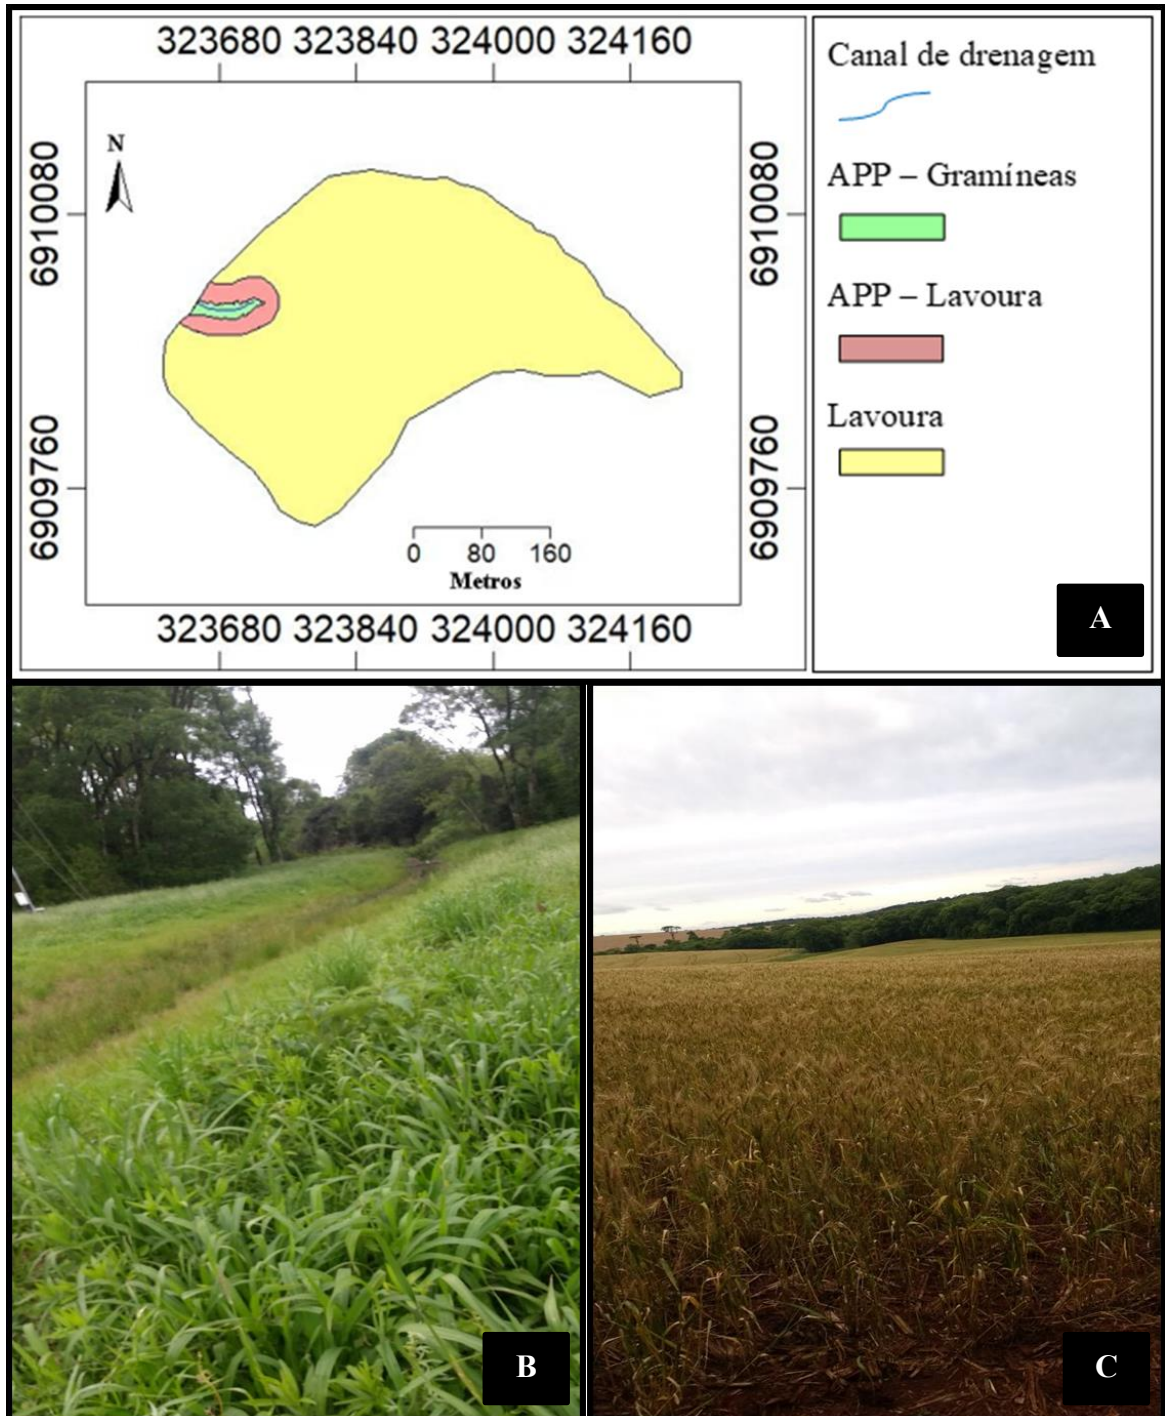 323680 323840 324000 324160
N
6910080
6910080
6909760
6909760
0 80 160
Metros
323680 323840 324000 324160
Canal de drenagem
APP – Gramíneas
APP – Lavoura
Lavoura
A
B
C